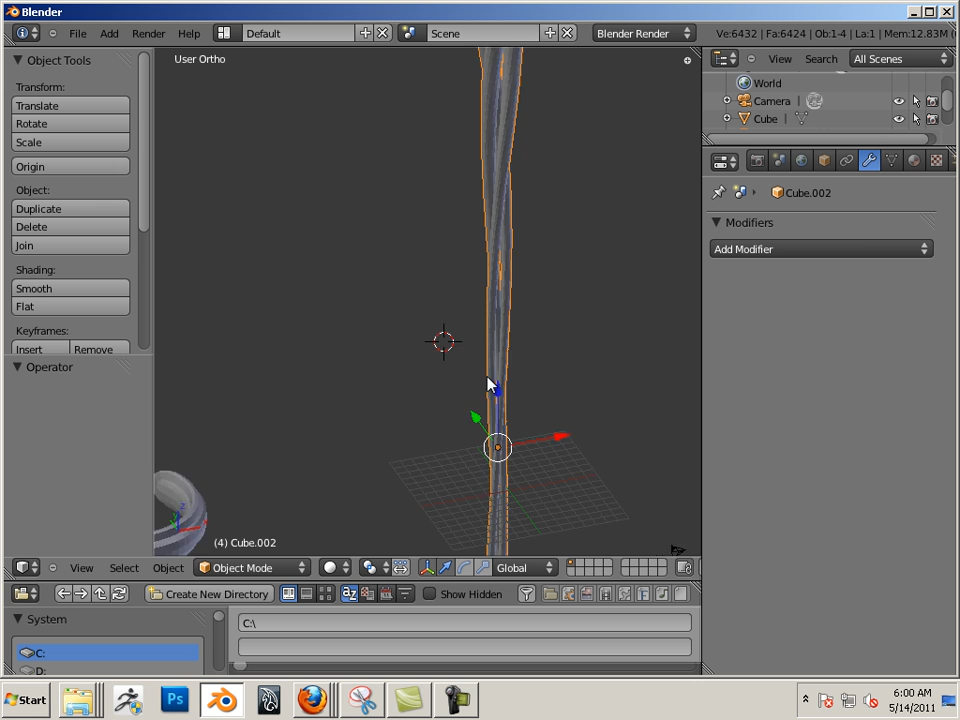 Blender
File Add Render Help Default Scene Blender Render Ve:6432 | Fa:6424 | Ob:1-4 | La:1 | Mem:12.83M (
Object Tools
Transform:
Translate
Rotate
Scale
Origin
Object:
Duplicate
Delete
Join
Shading:
Smooth
Flat
Keyframes:
Insert Remove
Operator
User Ortho
(4) Cube.002
View Search All Scenes
World
Camera
Cube
Cube.002
Modifiers
Add Modifier
View Select Object Object Mode Global
Create New Directory Show Hidden
System
C:
D:
C:\
Start Ps 6:00 AM
5/14/2011